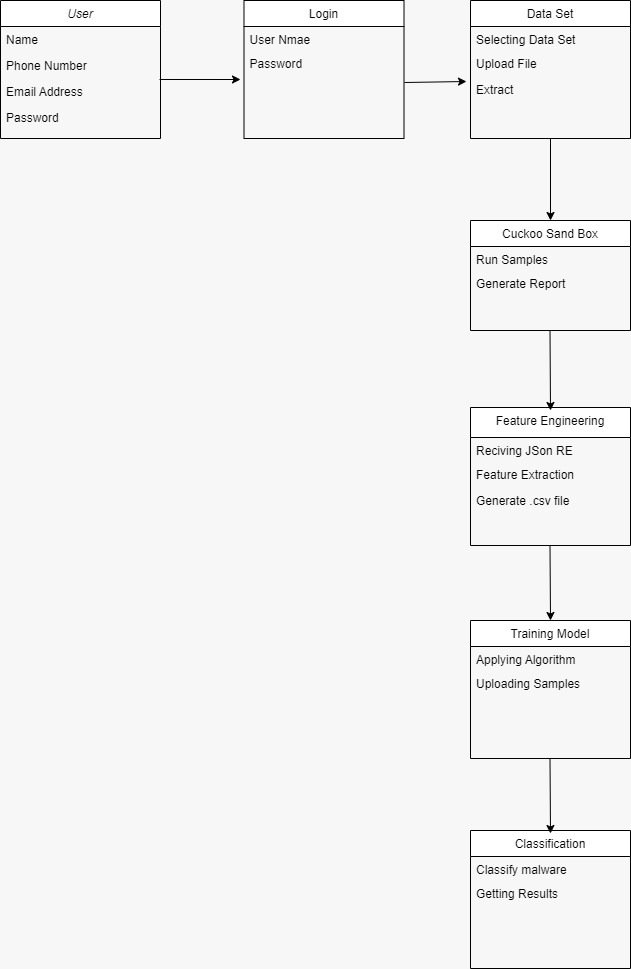 User
Name
Phone Number
Email Address
Password
Login
User Nmae
Password
Data Set
Selecting Data Set
Upload File
Extract
Cuckoo Sand Box
Run Samples
Generate Report
Feature Engineering
Reciving JSon RE
Feature Extraction
Generate .csv file
Training Model
Applying Algorithm
Uploading Samples
Classification
Classify malware
Getting Results